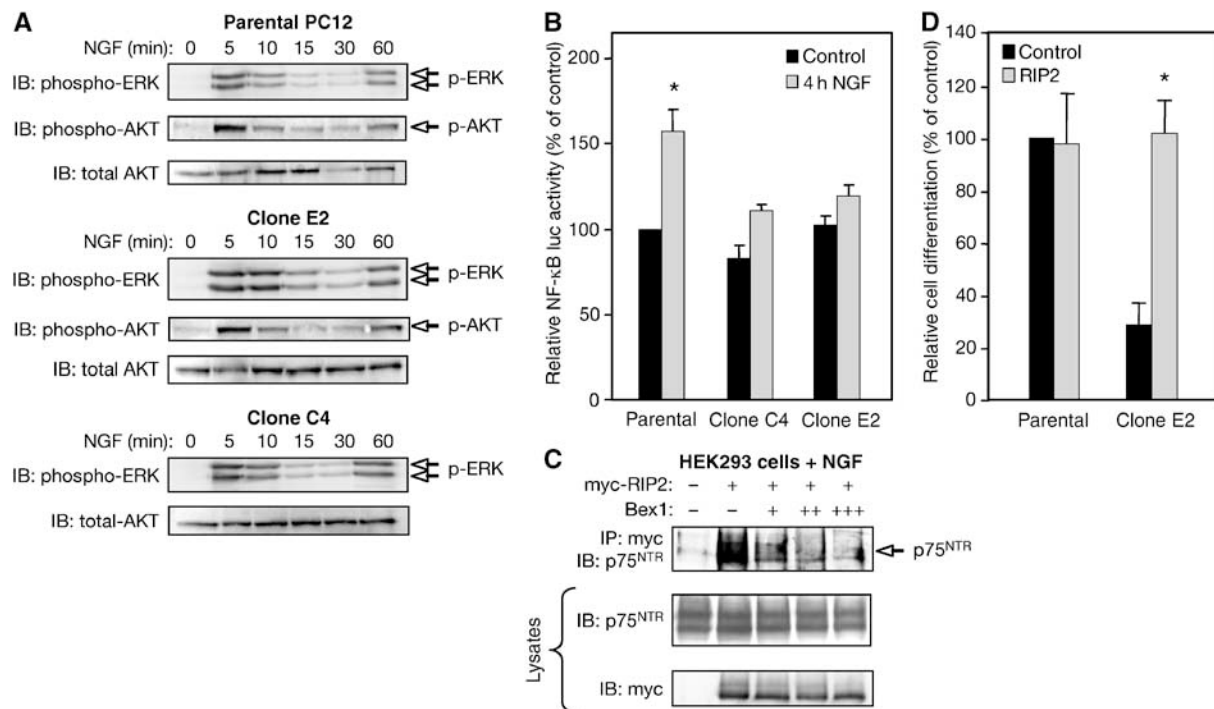 A
Parental PC12
NGF (min): 0 5 10 15 30 60
IB: phospho-ERK
p-ERK
IB: phospho-AKT
p-AKT
IB: total AKT
Clone E2
NGF (min): 0 5 10 15 30 60
IB: phospho-ERK
p-ERK
IB: phospho-AKT
p-AKT
IB: total AKT
Clone C4
NGF (min): 0 5 10 15 30 60
IB: phospho-ERK
p-ERK
IB: total-AKT
B
Relative NF-κB luc activity (% of control)
200
150
100
50
0
Control
4 h NGF
*
Parental Clone C4 Clone E2
C
HEK293 cells + NGF
myc-RIP2: – + + + +
Bex1: – – + ++ +++
IP: myc
IB: p75NTR
p75NTR
Lysates
IB: p75NTR
IB: myc
D
Relative cell differentiation (% of control)
140
120
100
80
60
40
20
0
Control
RIP2
*
Parental Clone E2